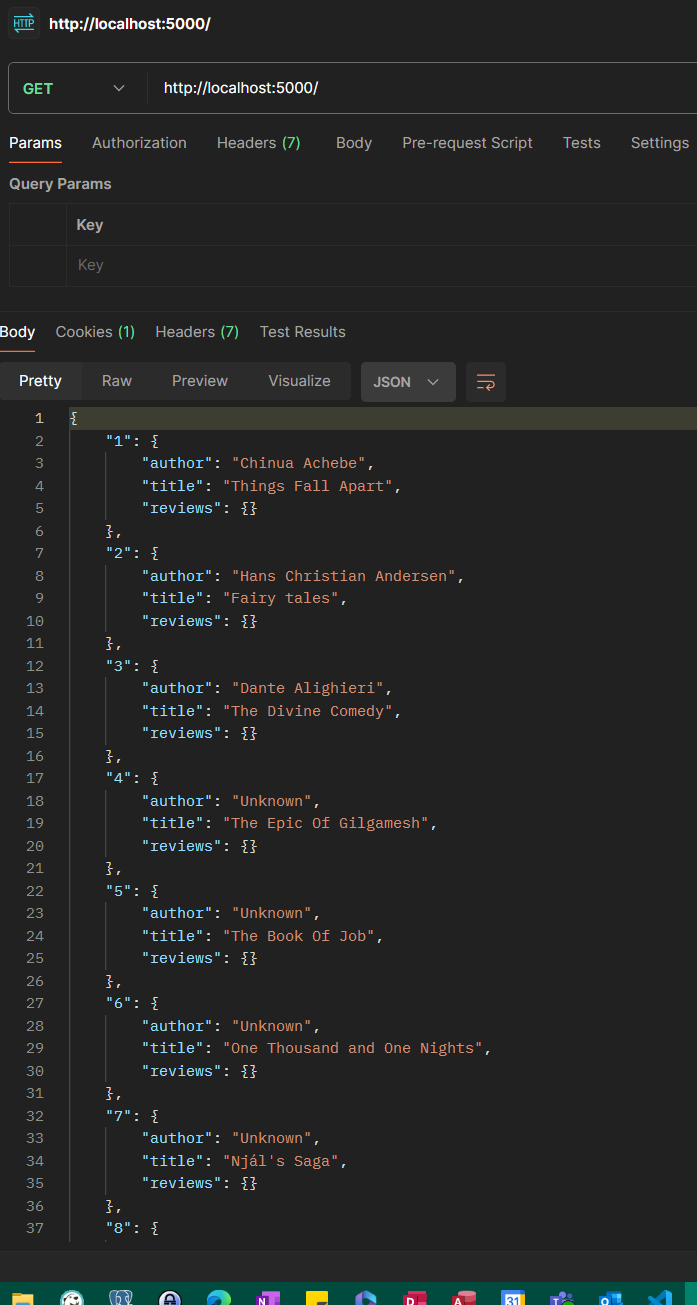 HTTP http://localhost:5000/
GET http://localhost:5000/
Params Authorization Headers (7) Body Pre-request Script Tests Settings
Query Params
Key
Key
Body Cookies (1) Headers (7) Test Results
Pretty Raw Preview Visualize JSON
1 {
2 "1": {
3 "author": "Chinua Achebe",
4 "title": "Things Fall Apart",
5 "reviews": {}
6 },
7 "2": {
8 "author": "Hans Christian Andersen",
9 "title": "Fairy tales",
10 "reviews": {}
11 },
12 "3": {
13 "author": "Dante Alighieri",
14 "title": "The Divine Comedy",
15 "reviews": {}
16 },
17 "4": {
18 "author": "Unknown",
19 "title": "The Epic Of Gilgamesh",
20 "reviews": {}
21 },
22 "5": {
23 "author": "Unknown",
24 "title": "The Book Of Job",
25 "reviews": {}
26 },
27 "6": {
28 "author": "Unknown",
29 "title": "One Thousand and One Nights",
30 "reviews": {}
31 },
32 "7": {
33 "author": "Unknown",
34 "title": "Njál's Saga",
35 "reviews": {}
36 },
37 "8": {
N D A 31 T